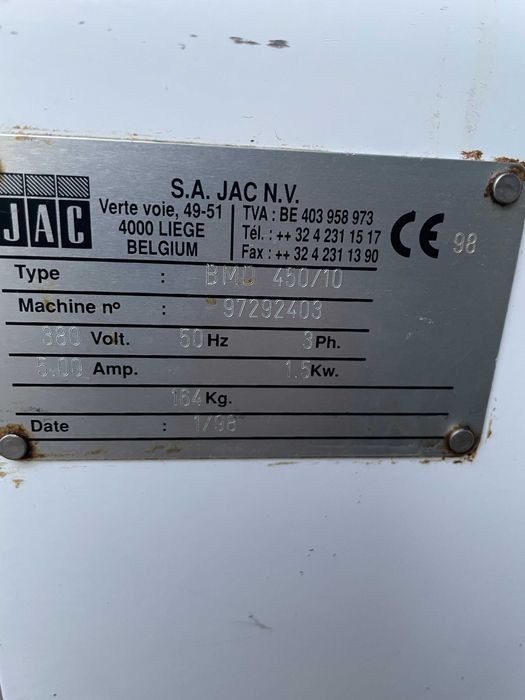 JAC
S.A. JAC N.V.
Verte voie, 49-51
4000 LIEGE
BELGIUM
TVA : BE 403 958 973
Tél. : ++ 32 4 231 15 17
Fax : ++ 32 4 231 13 90
CE 98
Type : BMD 450/10
Machine nº : 97292403
380 Volt. 50 Hz 3 Ph.
5.00 Amp. 1.5 Kw.
164 Kg.
Date : 1/98